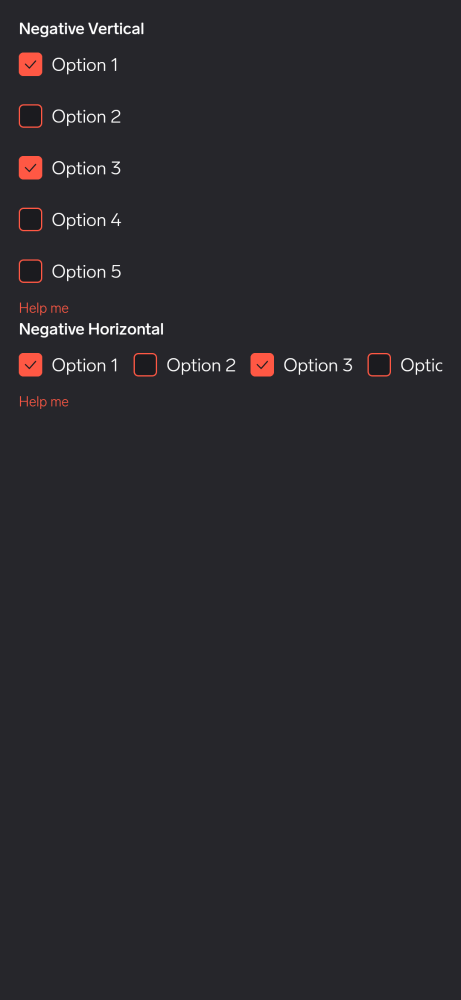 Negative Vertical
Option 1
Option 2
Option 3
Option 4
Option 5
Help me
Negative Horizontal
Option 1 Option 2 Option 3 Optic
Help me